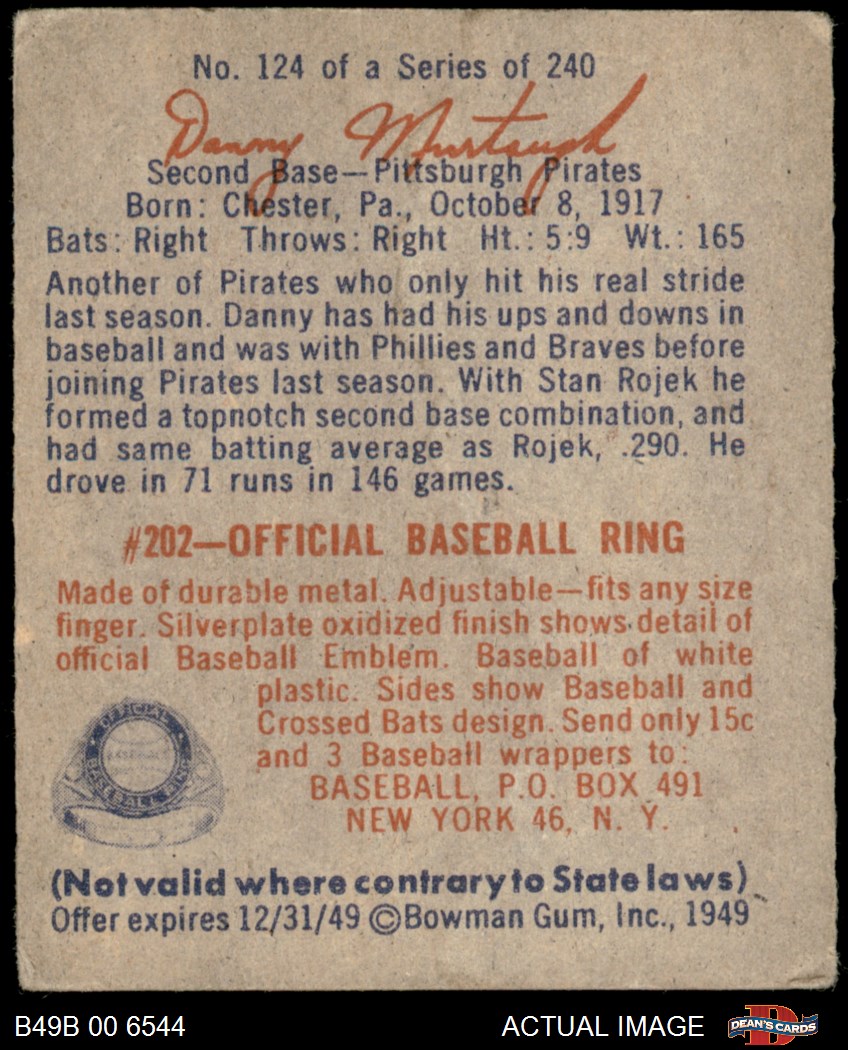 No. 124 of a Series of 240
Danny Murtaugh
Second Base—Pittsburgh Pirates
Born: Chester, Pa., October 8, 1917
Bats: Right Throws: Right Ht.: 5:9 Wt.: 165
Another of Pirates who only hit his real stride
last season. Danny has had his ups and downs in
baseball and was with Phillies and Braves before
joining Pirates last season. With Stan Rojek he
formed a topnotch second base combination, and
had same batting average as Rojek, .290. He
drove in 71 runs in 146 games.
#202—OFFICIAL BASEBALL RING
Made of durable metal. Adjustable—fits any size
finger. Silverplate oxidized finish shows detail of
official Baseball Emblem. Baseball of white
plastic. Sides show Baseball and
Crossed Bats design. Send only 15c
and 3 Baseball wrappers to:
BASEBALL, P.O. BOX 491
NEW YORK 46, N. Y.
OFFICIAL
BASEBALL RING
(Not valid where contrary to State laws)
Offer expires 12/31/49 ©Bowman Gum, Inc., 1949
B49B 00 6544
ACTUAL IMAGE
DEAN'S CARDS